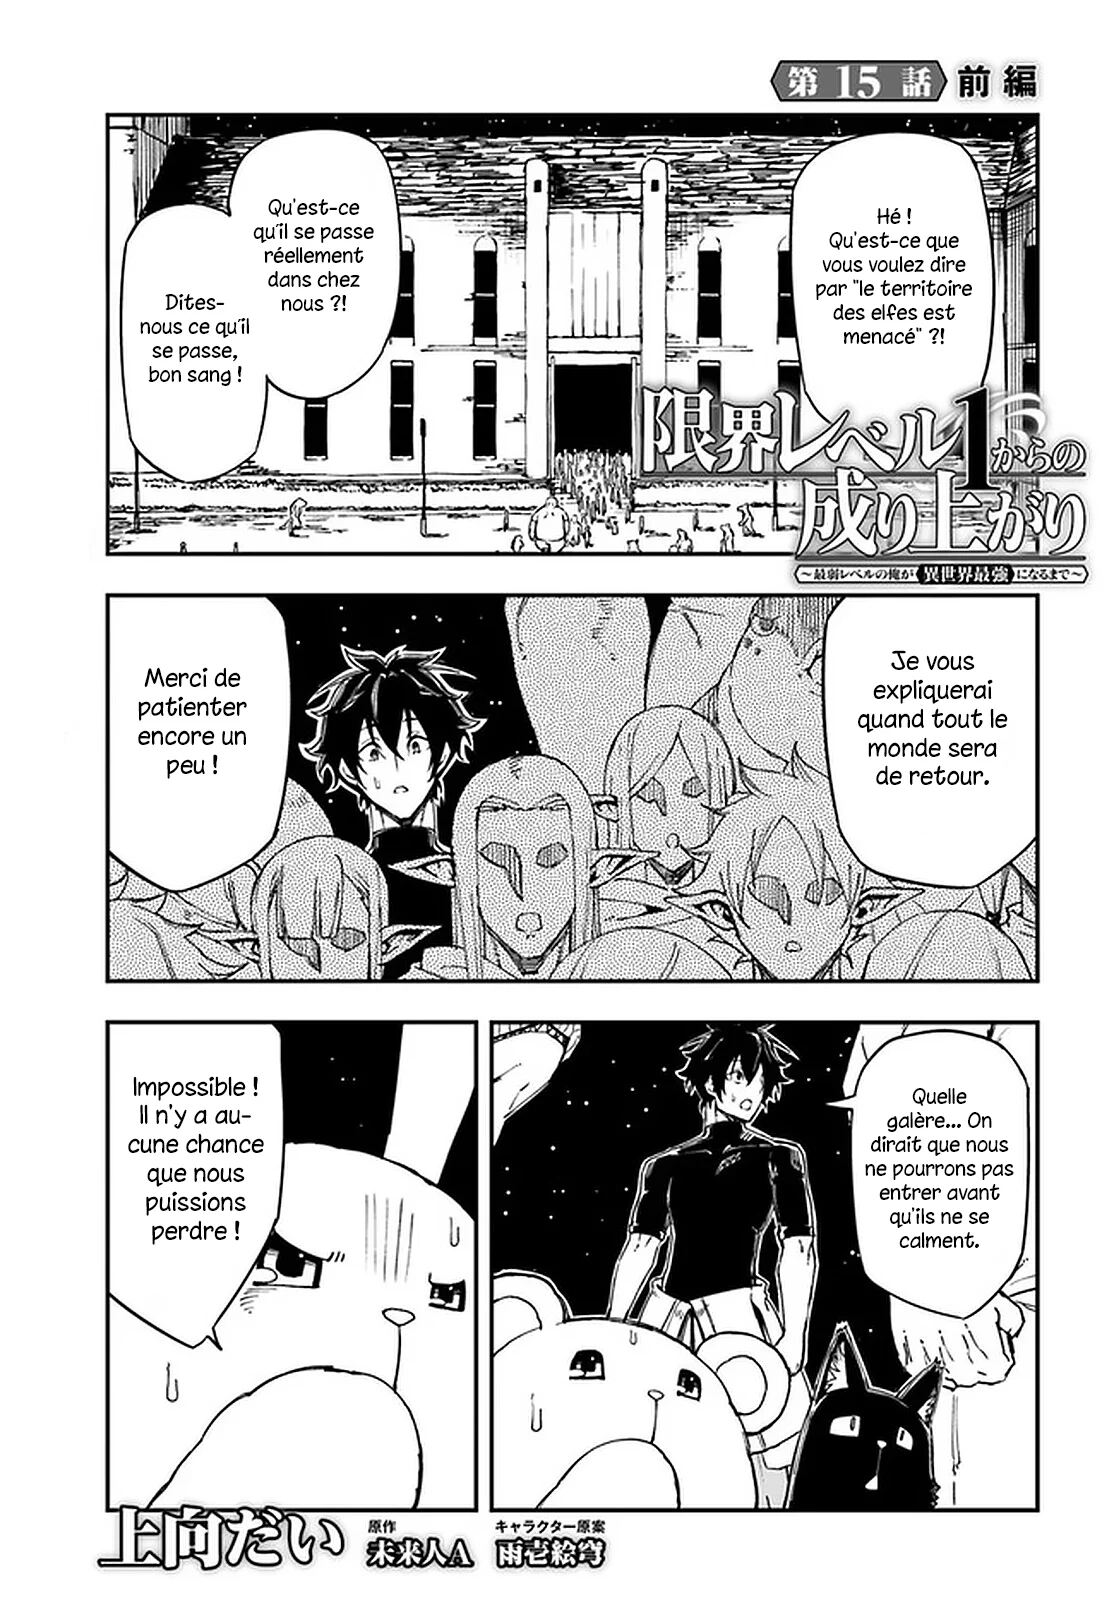 第15話 前編
Hé !
Qu'est-ce que
vous voulez dire
par "le territoire
des elfes est
menacé" ?!
Qu'est-ce
qu'il se passe
réellement
dans chez
nous ?!
Dites-
nous ce qu'il
se passe,
bon sang !
限界レベル1からの
成り上がり
～最弱レベルの俺が異世界最強になるまで～
Je vous
expliquerai
quand tout le
monde sera
de retour.
Merci de
patienter
encore un
peu !
Quelle
galère... On
dirait que nous
ne pourrons pas
entrer avant
qu'ils ne se
calment.
Impossible !
Il n'y a au-
cune chance
que nous
puissions
perdre !
上向だい
原作
未来人A
キャラクター原案
雨壱絵穹